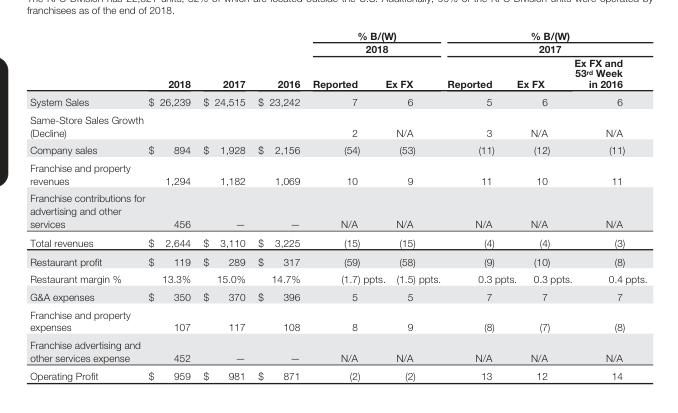 franchisees as of the end of 2018.
% B/(W) % B/(W)
2018 2017
Ex FX and
53rd Week
2018 2017 2016 Reported Ex FX Reported Ex FX in 2016
System Sales $ 26,239 $ 24,515 $ 23,242 7 6 5 6 6
Same-Store Sales Growth
(Decline) 2 N/A 3 N/A N/A
Company sales $ 894 $ 1,928 $ 2,156 (54) (53) (11) (12) (11)
Franchise and property
revenues 1,294 1,182 1,069 10 9 11 10 11
Franchise contributions for
advertising and other
services 456 — — N/A N/A N/A N/A N/A
Total revenues $ 2,644 $ 3,110 $ 3,225 (15) (15) (4) (4) (3)
Restaurant profit $ 119 $ 289 $ 317 (59) (58) (9) (10) (8)
Restaurant margin % 13.3% 15.0% 14.7% (1.7) ppts. (1.5) ppts. 0.3 ppts. 0.3 ppts. 0.4 ppts.
G&A expenses $ 350 $ 370 $ 396 5 5 7 7 7
Franchise and property
expenses 107 117 108 8 9 (8) (7) (8)
Franchise advertising and
other services expense 452 — — N/A N/A N/A N/A N/A
Operating Profit $ 959 $ 981 $ 871 (2) (2) 13 12 14